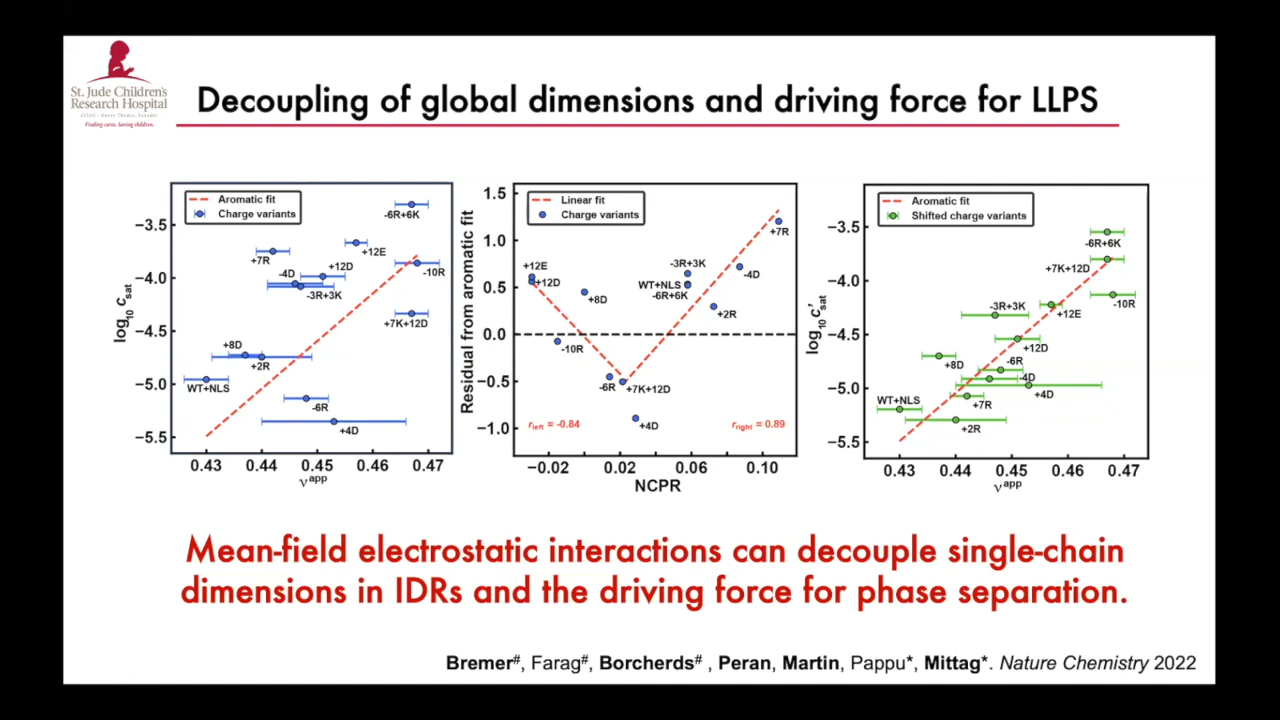 St. Jude Children's
Research Hospital
Finding cures. Saving children.
Decoupling of global dimensions and driving force for LLPS
Aromatic fit
Charge variants
log₁₀ c_sat
−3.5
−4.0
−4.5
−5.0
−5.5
-6R+6K
+12E
+7R
+12D
-4D
-10R
-3R+3K
+7K+12D
+8D
+2R
WT+NLS
-6R
+4D
0.43 0.44 0.45 0.46 0.47
ν^app
Linear fit
Charge variants
Residual from aromatic fit
1.5
1.0
0.5
0.0
−0.5
−1.0
+7R
+12E
-3R+3K
-4D
+12D
WT+NLS
-6R+6K
+8D
+2R
-10R
-6R
+7K+12D
+4D
r_left = -0.84
r_right = 0.89
−0.02 0.02 0.06 0.10
NCPR
Aromatic fit
Shifted charge variants
log₁₀ c'_sat
−3.5
−4.0
−4.5
−5.0
−5.5
-6R+6K
+7K+12D
-10R
-3R+3K
+12E
+12D
+8D
-6R
-4D
+4D
WT+NLS
+7R
+2R
0.43 0.44 0.45 0.46 0.47
ν^app
Mean-field electrostatic interactions can decouple single-chain
dimensions in IDRs and the driving force for phase separation.
Bremer#, Farag#, Borcherds# , Peran, Martin, Pappu*, Mittag*. Nature Chemistry 2022